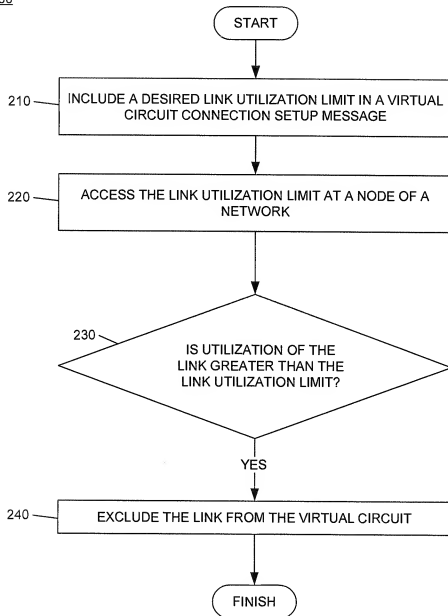 START
210
INCLUDE A DESIRED LINK UTILIZATION LIMIT IN A VIRTUAL
CIRCUIT CONNECTION SETUP MESSAGE
220
ACCESS THE LINK UTILIZATION LIMIT AT A NODE OF A
NETWORK
230
IS UTILIZATION OF THE
LINK GREATER THAN THE
LINK UTILIZATION LIMIT?
YES
240
EXCLUDE THE LINK FROM THE VIRTUAL CIRCUIT
FINISH